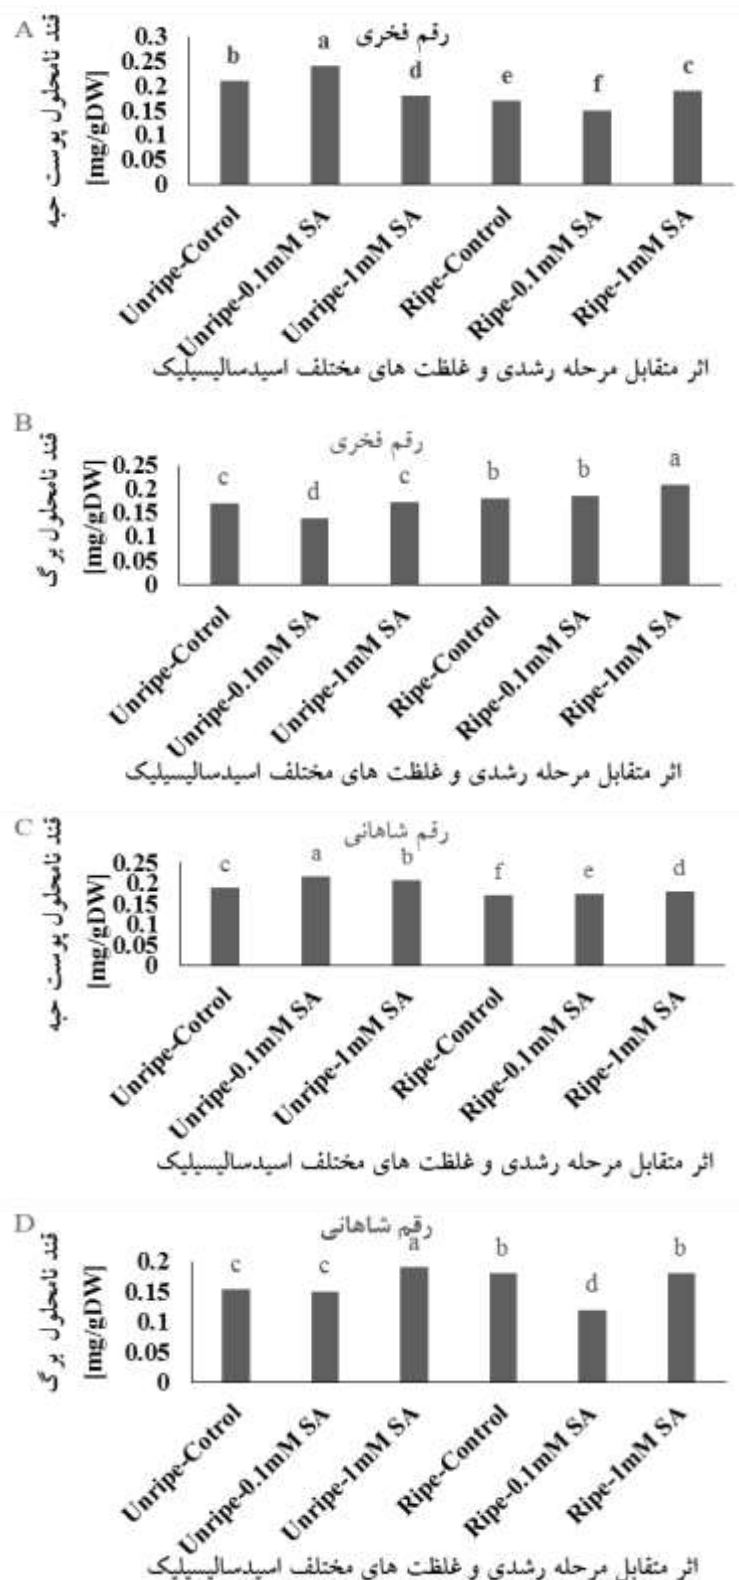 A
رقم فخری
قند نامحلول پوست حبه
[mg/gDW]
0.3
0.25
0.2
0.15
0.1
0.05
0
b a d e f c
Unripe-Cotrol
Unripe-0.1mM SA
Unripe-1mM SA
Ripe-Control
Ripe-0.1mM SA
Ripe-1mM SA
اثر متقابل مرحله رشدی و غلظت های مختلف اسیدسالیسیلیک
B
رقم فخری
قند نامحلول برگ
[mg/gDW]
0.25
0.2
0.15
0.1
0.05
0
c d c b b a
Unripe-Cotrol
Unripe-0.1mM SA
Unripe-1mM SA
Ripe-Control
Ripe-0.1mM SA
Ripe-1mM SA
اثر متقابل مرحله رشدی و غلظت های مختلف اسیدسالیسیلیک
C
رقم شاهانی
قند نامحلول پوست حبه
[mg/gDW]
0.25
0.2
0.15
0.1
0.05
0
c a b f e d
Unripe-Cotrol
Unripe-0.1mM SA
Unripe-1mM SA
Ripe-Control
Ripe-0.1mM SA
Ripe-1mM SA
اثر متقابل مرحله رشدی و غلظت های مختلف اسیدسالیسیلیک
D
رقم شاهانی
قند نامحلول برگ
[mg/gDW]
0.2
0.15
0.1
0.05
0
c c a b d b
Unripe-Cotrol
Unripe-0.1mM SA
Unripe-1mM SA
Ripe-Control
Ripe-0.1mM SA
Ripe-1mM SA
اثر متقابل مرحله رشدی و غلظت های مختلف اسیدسالیسیلیک